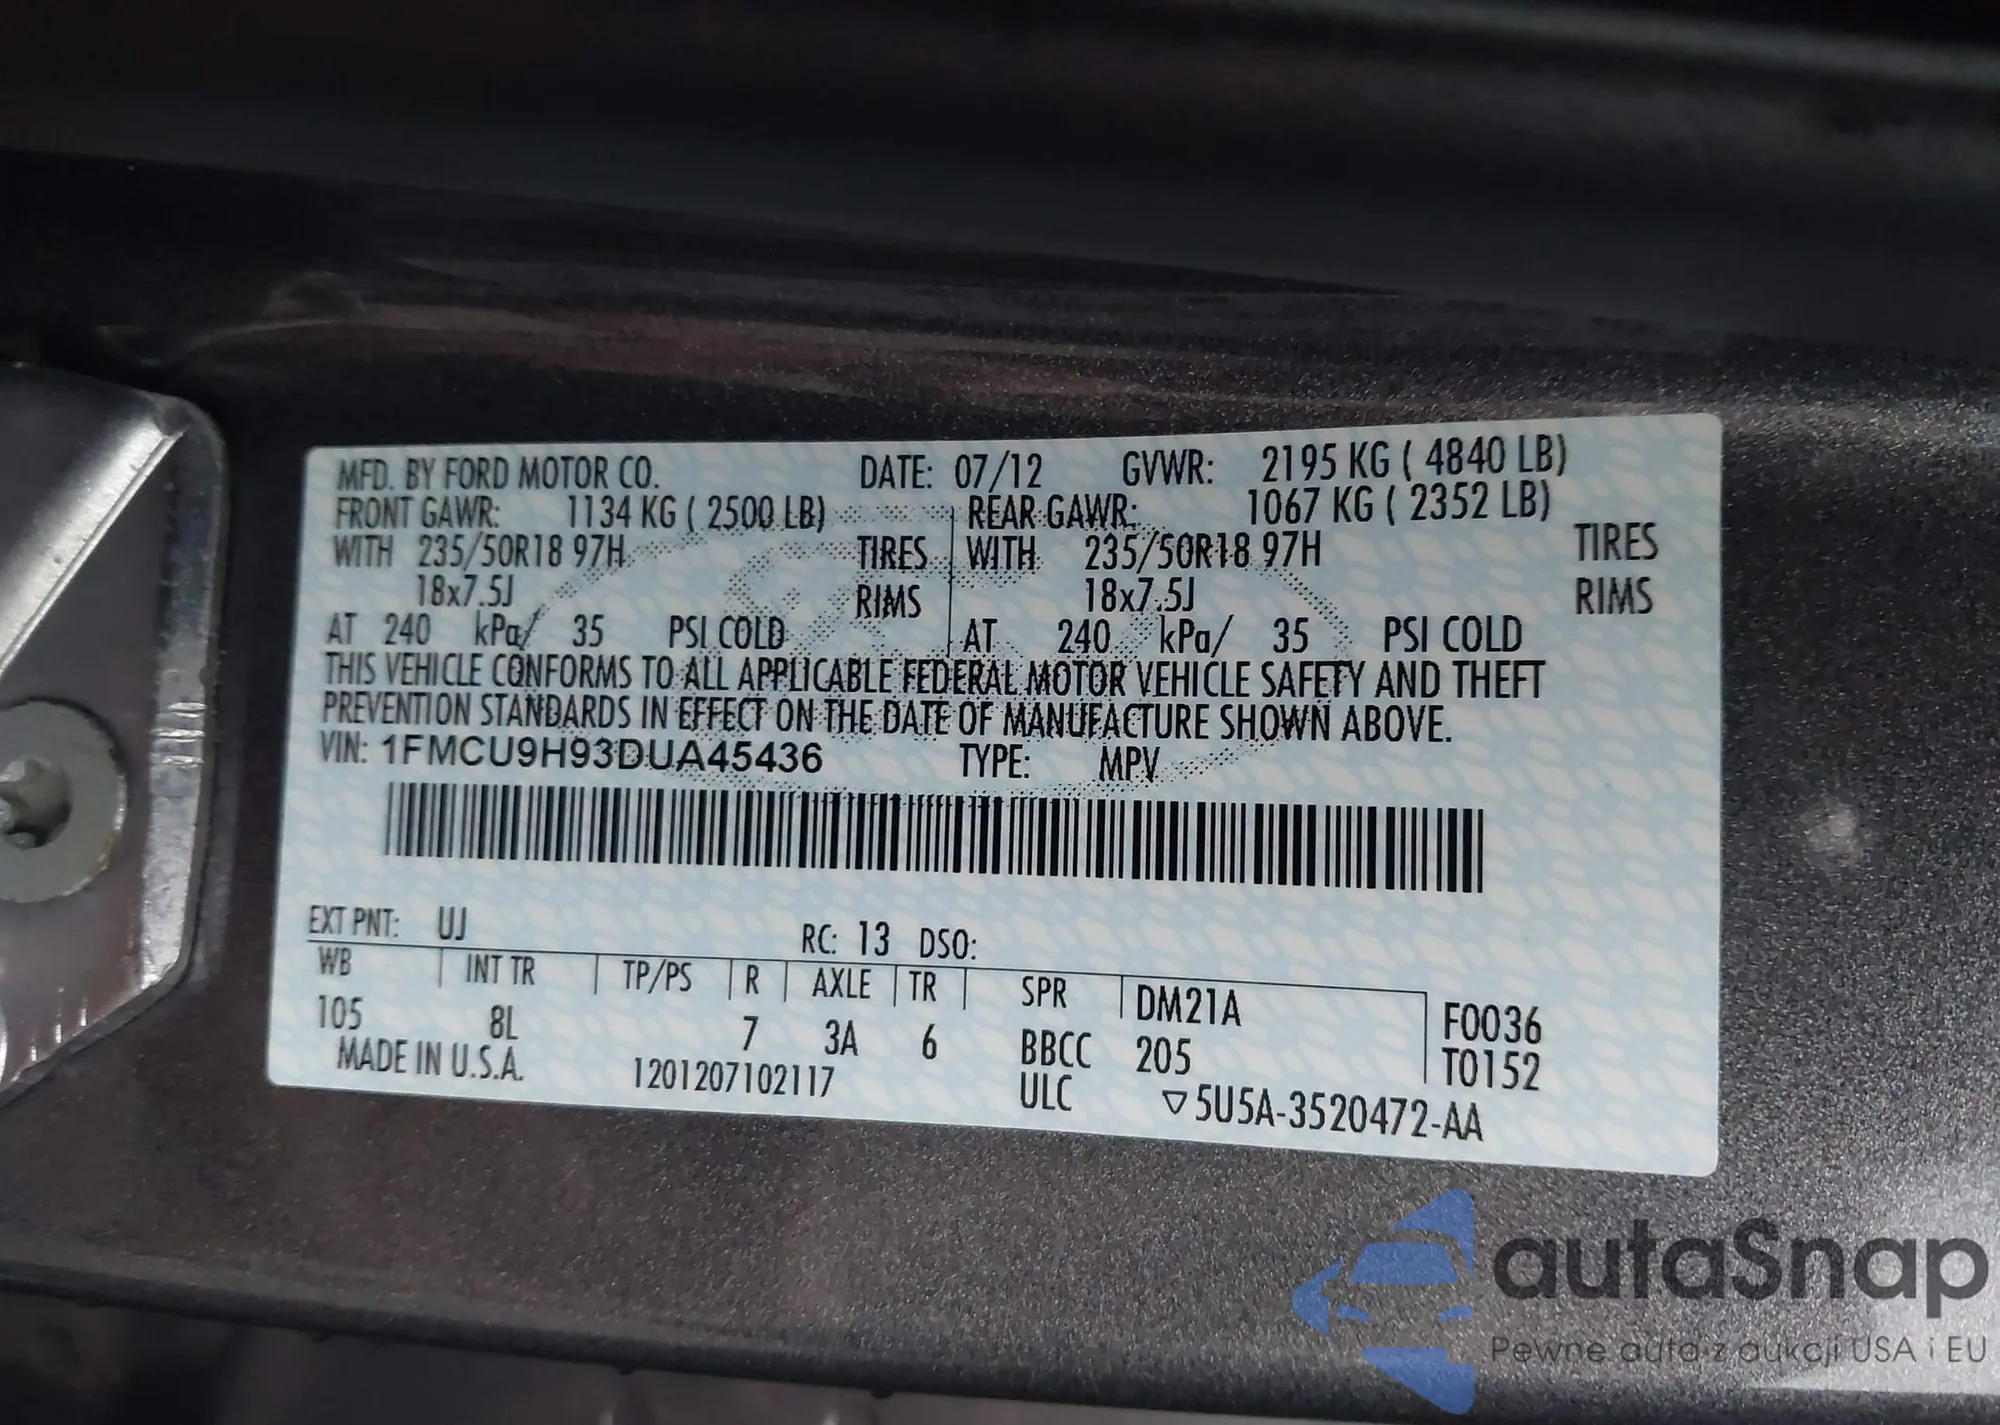 MFD. BY FORD MOTOR CO. DATE: 07/12 GVWR: 2195 KG ( 4840 LB)
FRONT GAWR: 1134 KG ( 2500 LB) REAR GAWR: 1067 KG ( 2352 LB)
WITH 235/50R18 97H TIRES WITH 235/50R18 97H TIRES
18x7.5J RIMS 18x7.5J RIMS
AT 240 kPa/ 35 PSI COLD AT 240 kPa/ 35 PSI COLD
THIS VEHICLE CONFORMS TO ALL APPLICABLE FEDERAL MOTOR VEHICLE SAFETY AND THEFT
PREVENTION STANDARDS IN EFFECT ON THE DATE OF MANUFACTURE SHOWN ABOVE.
VIN: 1FMCU9H93DUA45436 TYPE: MPV
EXT PNT: UJ RC: 13 DSO:
WB INT TR TP/PS R AXLE TR SPR DM21A F0036
105 8L 7 3A 6 BBCC 205 T0152
MADE IN U.S.A. 1201207102117 ULC ▽5U5A-3520472-AA
autaSnap
Pewne auta z aukcji USA i EU